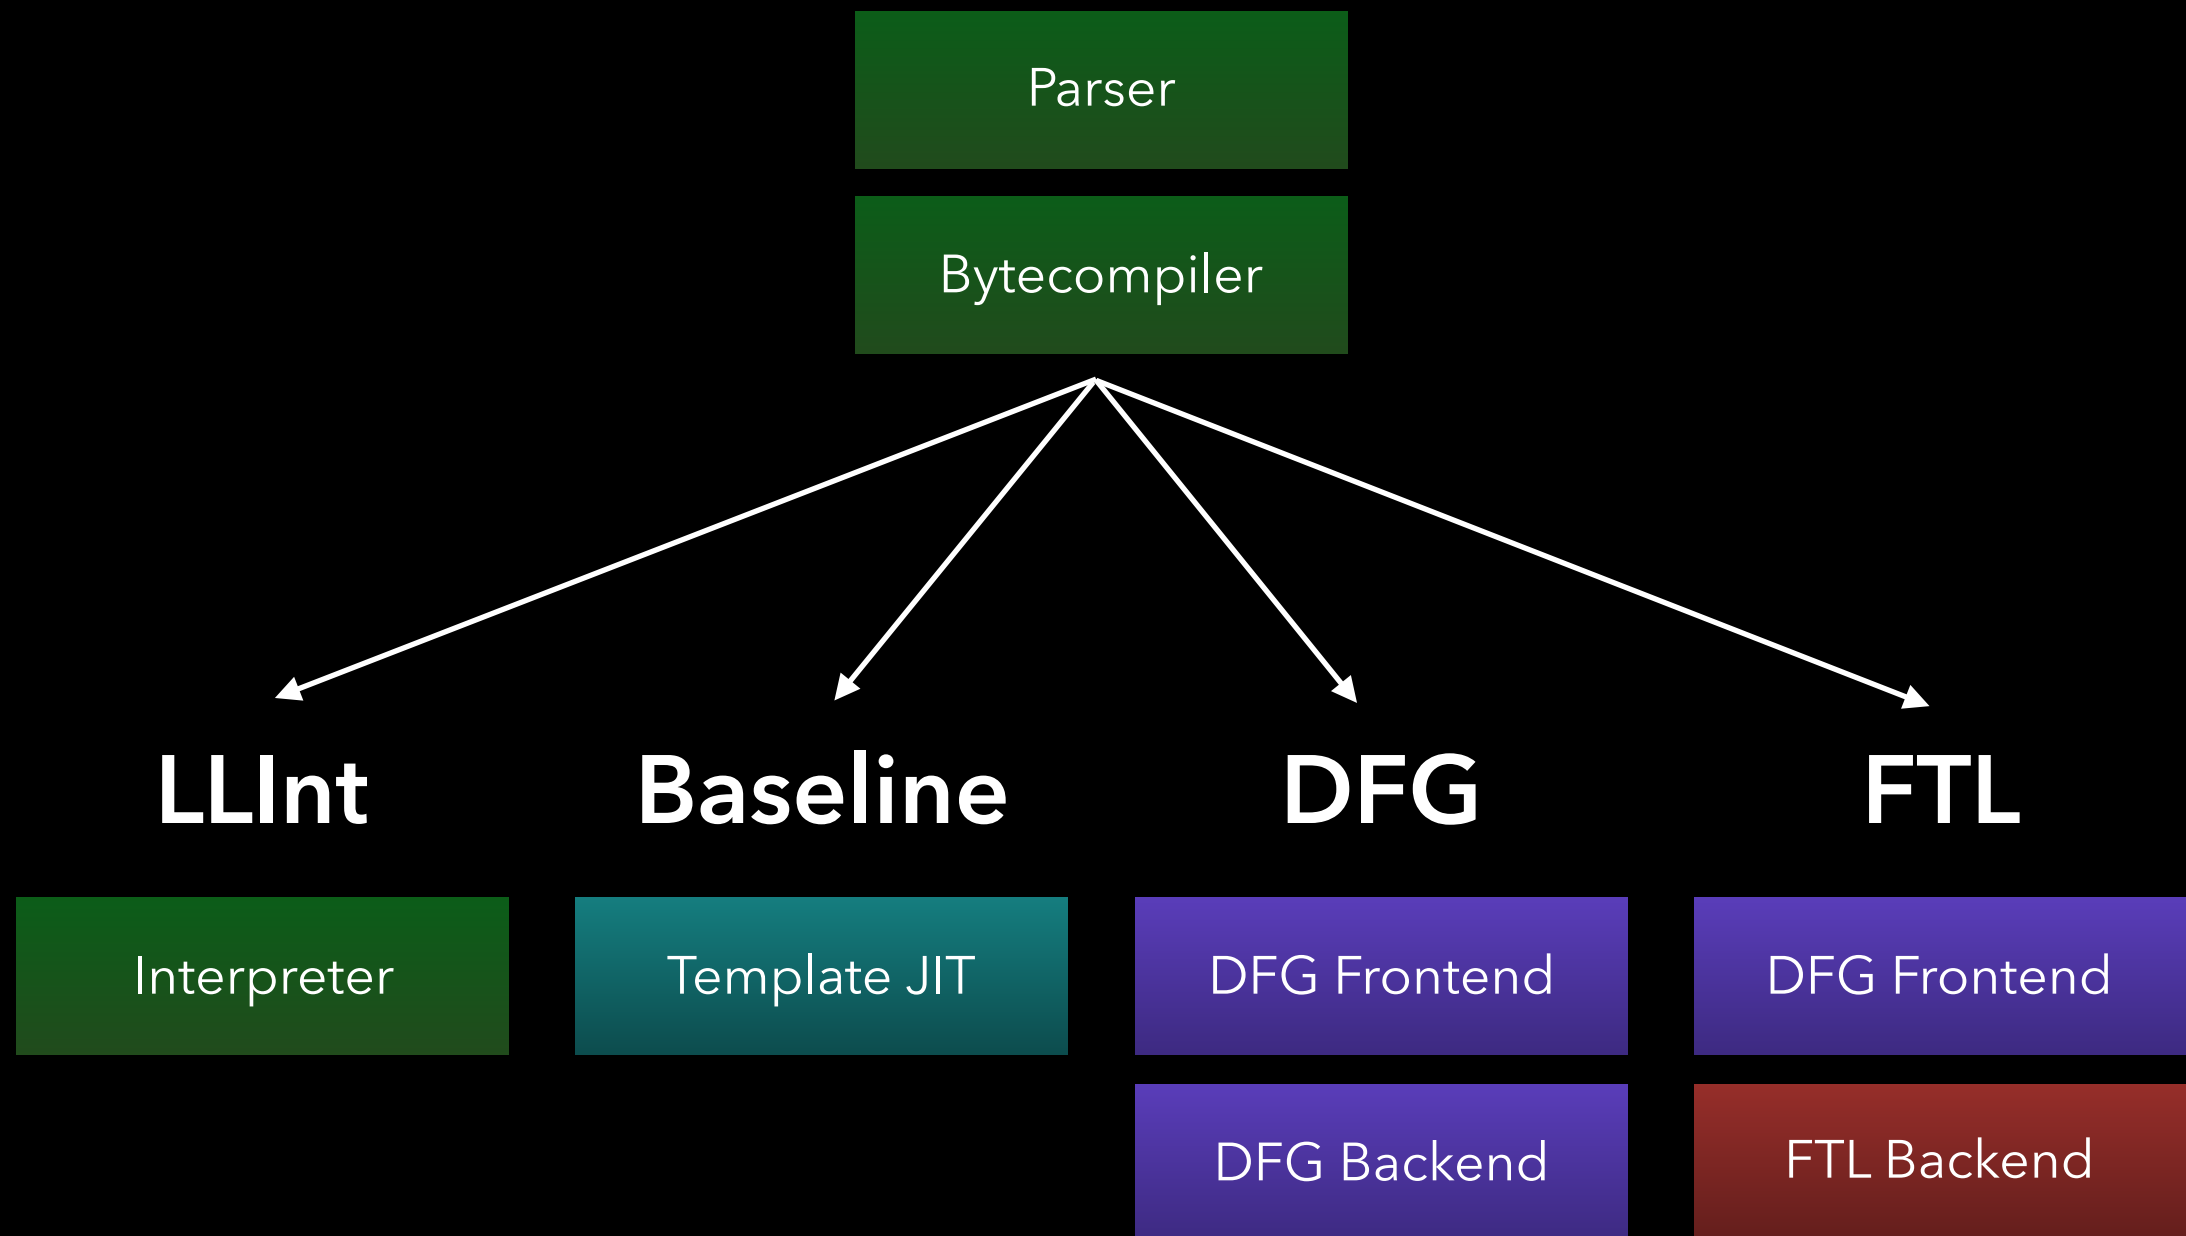 Parser
Bytecompiler
LLInt
Baseline
DFG
FTL
Interpreter
Template JIT
DFG Frontend
DFG Frontend
DFG Backend
FTL Backend